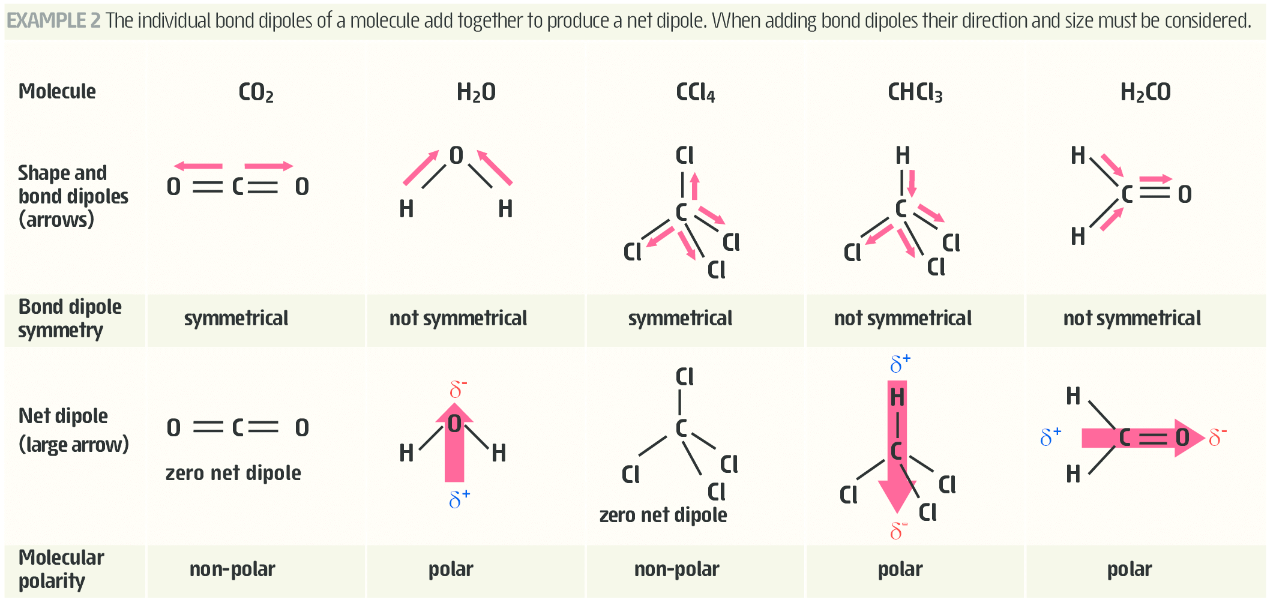 EXAMPLE 2 The individual bond dipoles of a molecule add together to produce a net dipole. When adding bond dipoles their direction and size must be considered.
Molecule CO₂ H₂O CCl₄ CHCl₃ H₂CO
Shape and
bond dipoles
(arrows)
O C O
O
H H
Cl
C
Cl Cl
Cl
H
C
Cl Cl
Cl
H
C O
H
Bond dipole
symmetry
symmetrical not symmetrical symmetrical not symmetrical not symmetrical
Net dipole
(large arrow)
O C O
zero net dipole
δ⁻
O
H H
δ⁺
Cl
C
Cl Cl
Cl
zero net dipole
δ⁺
H
C
Cl Cl
Cl
δ⁻
H
δ⁺ C O δ⁻
H
Molecular
polarity
non-polar polar non-polar polar polar